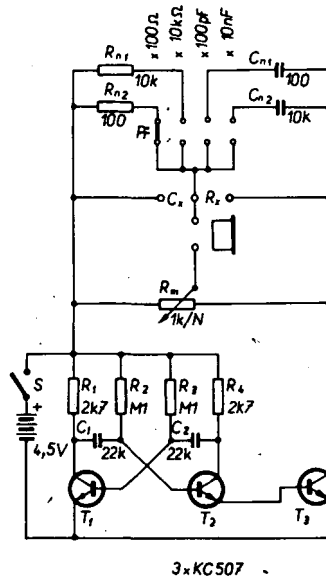 ×100Ω
×10kΩ
×100pF
×10nF
Rn1
10k
Cn1
100
Rn2
100
Cn2
10k
Př
Cx
Rx
Rm
1k/N
S
+
4,5V
R1
2k7
R2
M1
R3
M1
R4
2k7
C1
22k
C2
22k
T1
T2
T3
3×KC507